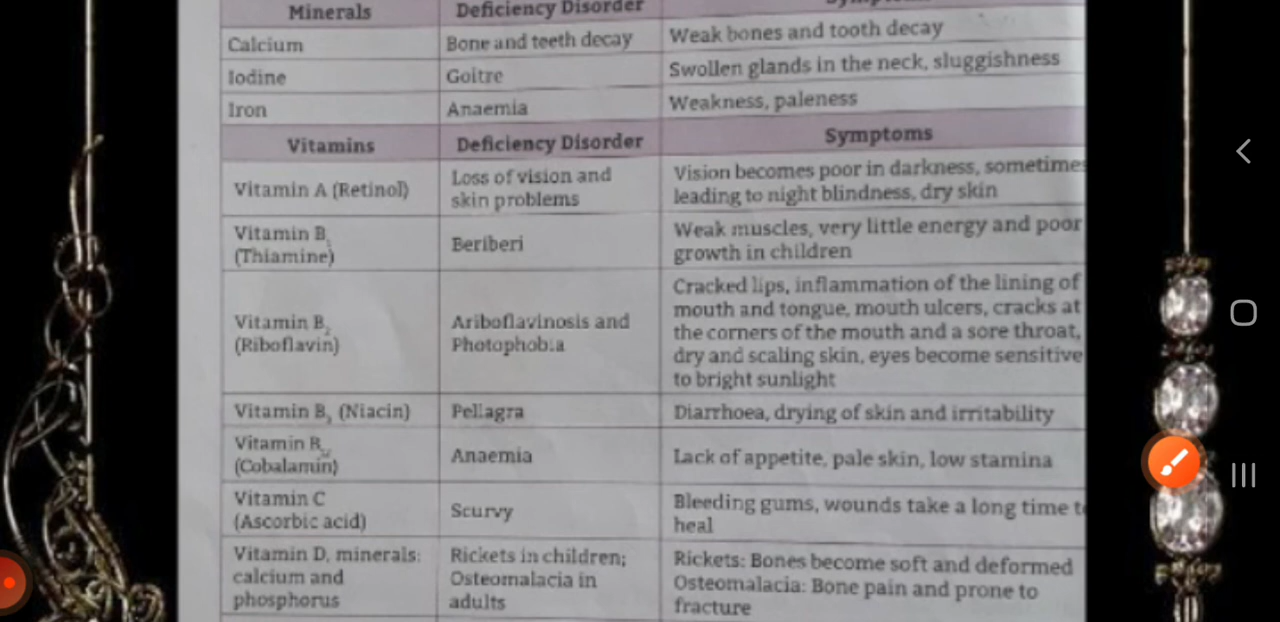 Minerals Deficiency Disorder
Calcium Bone and teeth decay Weak bones and tooth decay
Iodine Goitre Swollen glands in the neck, sluggishness
Iron Anaemia Weakness, paleness
Vitamins Deficiency Disorder Symptoms
Vitamin A (Retinol) Loss of vision and
skin problems
Vision becomes poor in darkness, sometimes
leading to night blindness, dry skin
Vitamin B₁
(Thiamine)
Beriberi
Weak muscles, very little energy and poor
growth in children
Vitamin B₂
(Riboflavin)
Ariboflavinosis and
Photophobia
Cracked lips, inflammation of the lining of
mouth and tongue, mouth ulcers, cracks at
the corners of the mouth and a sore throat,
dry and scaling skin, eyes become sensitive
to bright sunlight
Vitamin B₃ (Niacin) Pellagra Diarrhoea, drying of skin and irritability
Vitamin B₁₂
(Cobalamin)
Anaemia
Lack of appetite, pale skin, low stamina
Vitamin C
(Ascorbic acid)
Scurvy
Bleeding gums, wounds take a long time t
heal
Vitamin D, minerals:
calcium and
phosphorus
Rickets in children;
Osteomalacia in
adults
Rickets: Bones become soft and deformed
Osteomalacia: Bone pain and prone to
fracture